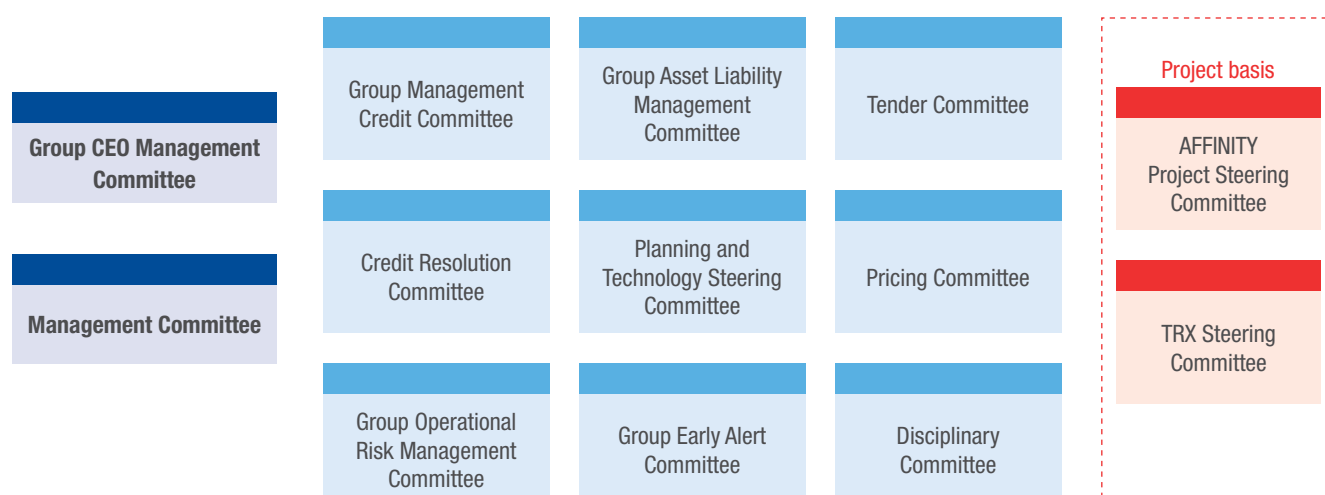 Group CEO Management
Committee
Management Committee
Group Management
Credit Committee
Group Asset Liability
Management
Committee
Tender Committee
Credit Resolution
Committee
Planning and
Technology Steering
Committee
Pricing Committee
Group Operational
Risk Management
Committee
Group Early Alert
Committee
Disciplinary
Committee
Project basis
AFFINITY
Project Steering
Committee
TRX Steering
Committee